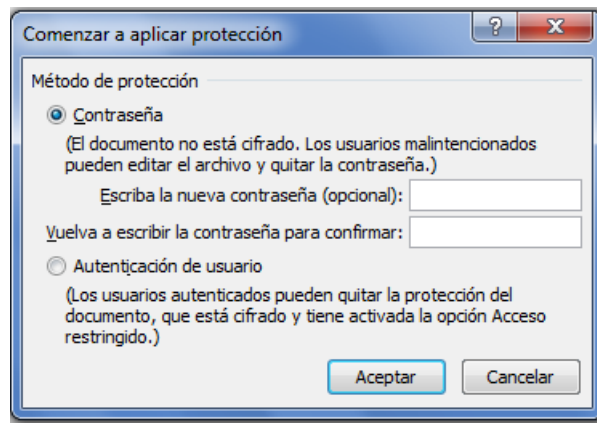 Comenzar a aplicar protección
Método de protección
Contraseña
(El documento no está cifrado. Los usuarios malintencionados
pueden editar el archivo y quitar la contraseña.)
Escriba la nueva contraseña (opcional):
Vuelva a escribir la contraseña para confirmar:
Autenticación de usuario
(Los usuarios autenticados pueden quitar la protección del
documento, que está cifrado y tiene activada la opción Acceso
restringido.)
Aceptar Cancelar